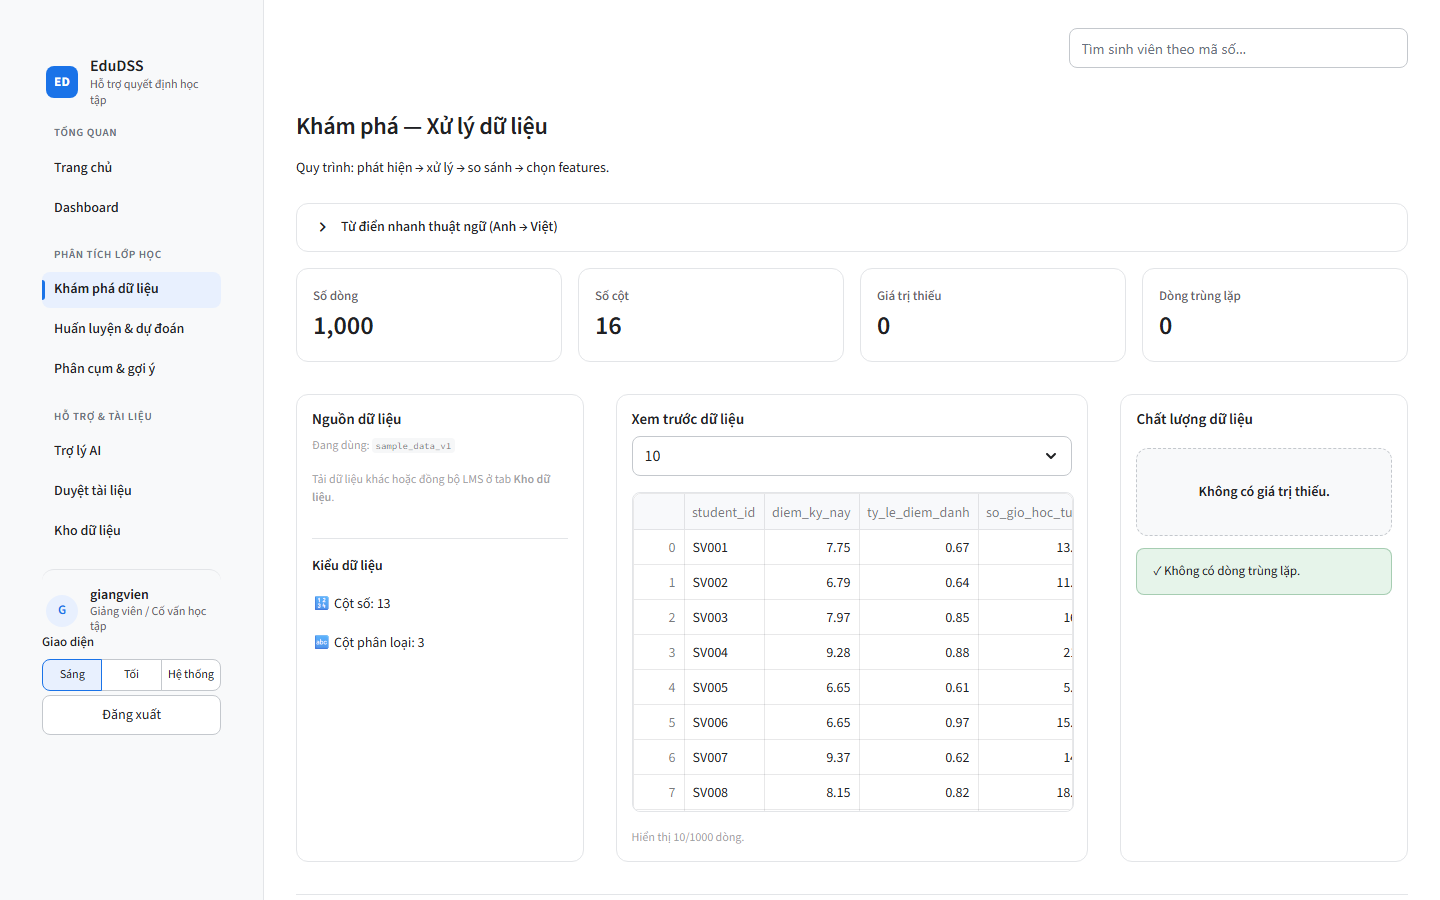 ED
EduDSS
Hỗ trợ quyết định học
tập
TỔNG QUAN
Trang chủ
Dashboard
PHÂN TÍCH LỚP HỌC
Khám phá dữ liệu
Huấn luyện & dự đoán
Phân cụm & gợi ý
HỖ TRỢ & TÀI LIỆU
Trợ lý AI
Duyệt tài liệu
Kho dữ liệu
G
giangvien
Giảng viên / Cố vấn học
tập
Giao diện
Sáng Tối Hệ thống
Đăng xuất
Tìm sinh viên theo mã số...
Khám phá — Xử lý dữ liệu
Quy trình: phát hiện → xử lý → so sánh → chọn features.
Từ điển nhanh thuật ngữ (Anh → Việt)
Số dòng
1,000
Số cột
16
Giá trị thiếu
0
Dòng trùng lặp
0
Nguồn dữ liệu
Đang dùng: sample_data_v1
Tải dữ liệu khác hoặc đồng bộ LMS ở tab Kho dữ
liệu.
Kiểu dữ liệu
🔢 Cột số: 13
🔤 Cột phân loại: 3
Xem trước dữ liệu
10
student_id diem_ky_nay ty_le_diem_danh so_gio_hoc_tu
0 SV001 7.75 0.67 13.
1 SV002 6.79 0.64 11.
2 SV003 7.97 0.85
3 SV004 9.28 0.88 2.
4 SV005 6.65 0.61 5.
5 SV006 6.65 0.97 15.
6 SV007 9.37 0.62
7 SV008 8.15 0.82 18.
Hiển thị 10/1000 dòng.
Chất lượng dữ liệu
Không có giá trị thiếu.
✓ Không có dòng trùng lặp.